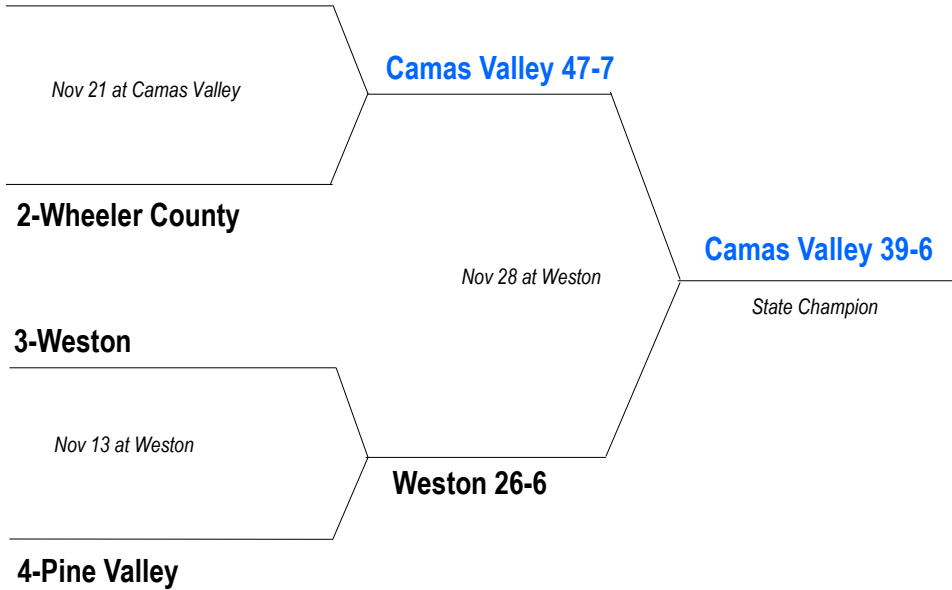 Camas Valley 47-7
Nov 21 at Camas Valley
2-Wheeler County
Camas Valley 39-6
Nov 28 at Weston
State Champion
3-Weston
Nov 13 at Weston
Weston 26-6
4-Pine Valley